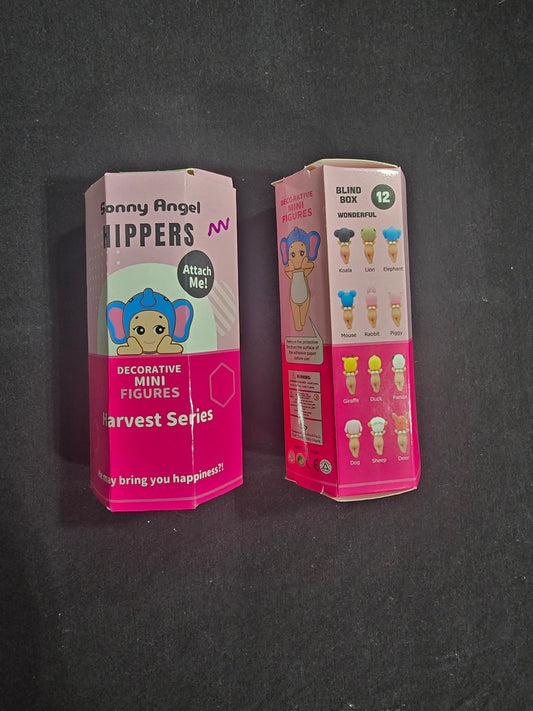 Sonny Angel
HIPPERS
Attach
Me!
DECORATIVE
MINI
FIGURES
Harvest Series
He may bring you happiness?!
DECORATIVE
MINI
FIGURES
WARNING
BLIND
BOX
12
WONDERFUL
Koala
Lion
Elephant
Mouse
Rabbit
Piggy
Giraffe
Duck
Panda
Dog
Sheep
Deer